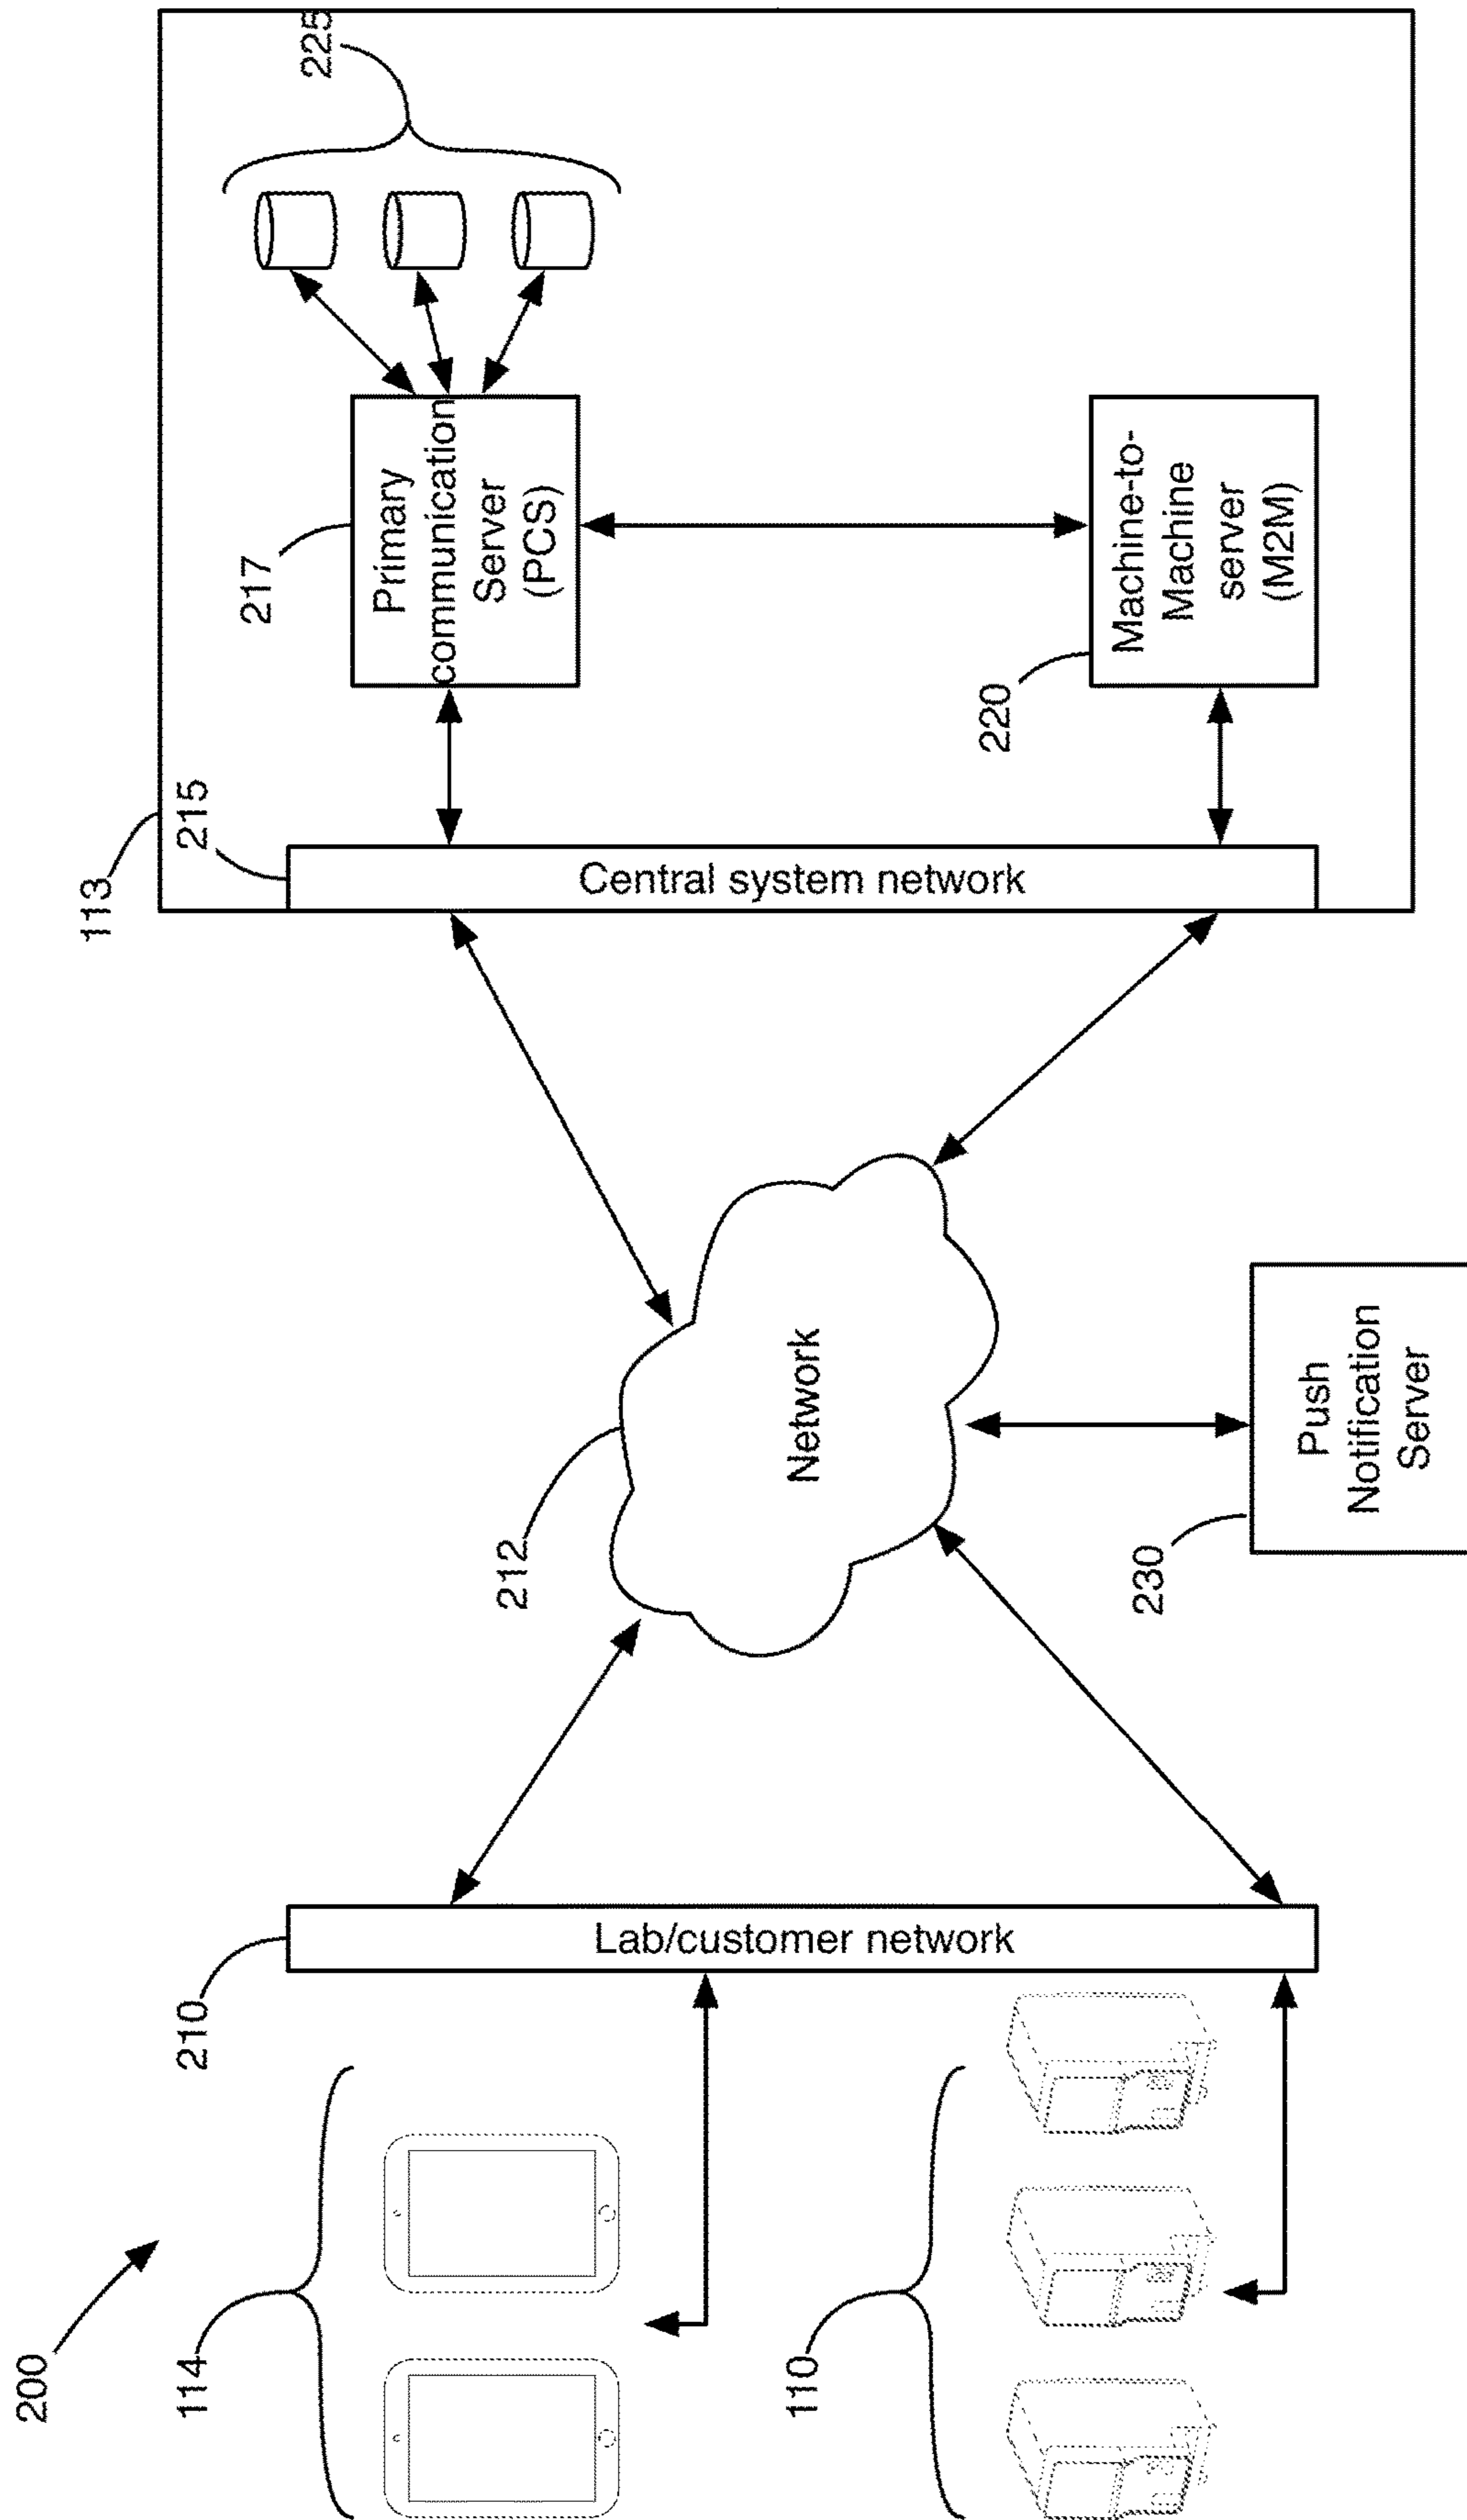 200
114
110
210
Lab/customer network
212
Network
230
Push
Notification
Server
113
215
Central system network
217
Primary
communication
Server
(PCS)
220
Machine-to-
Machine
server
(M2M)
225